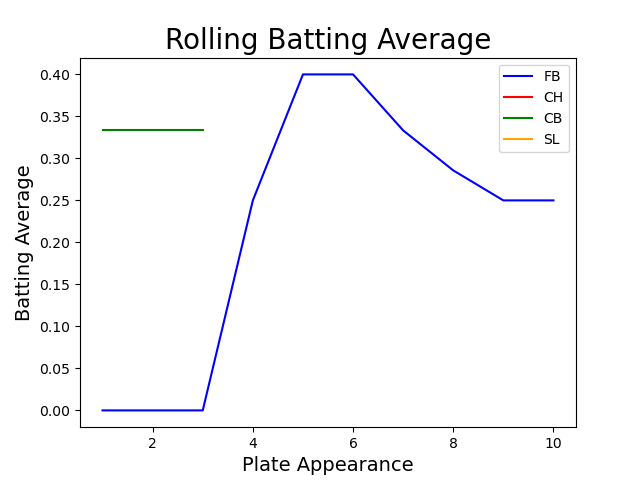 Rolling Batting Average
Batting Average
0.40
0.35
0.30
0.25
0.20
0.15
0.10
0.05
0.00
FB
CH
CB
SL
2 4 6 8 10
Plate Appearance